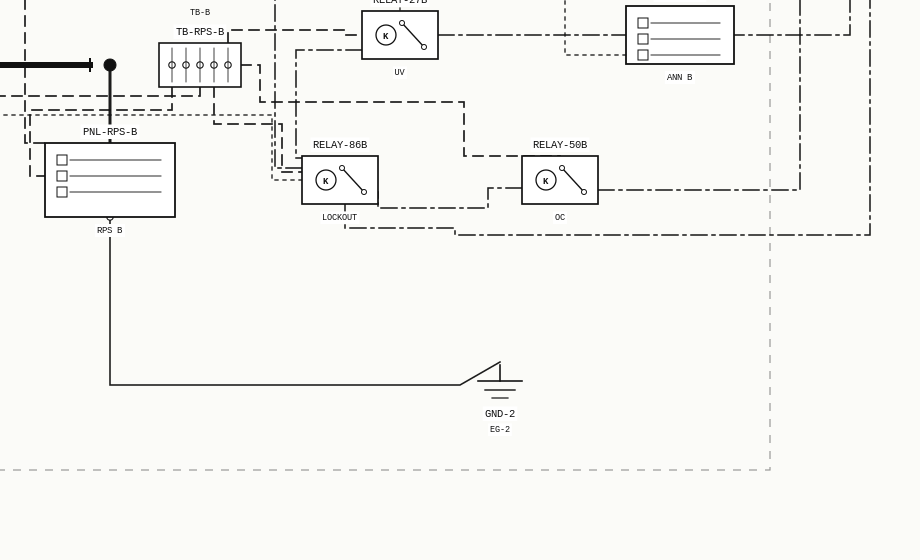 RELAY-27B
TB-B
TB-RPS-B
K
UV
ANN B
PNL-RPS-B
RELAY-86B
RELAY-50B
K
K
LOCKOUT
OC
RPS B
GND-2
EG-2